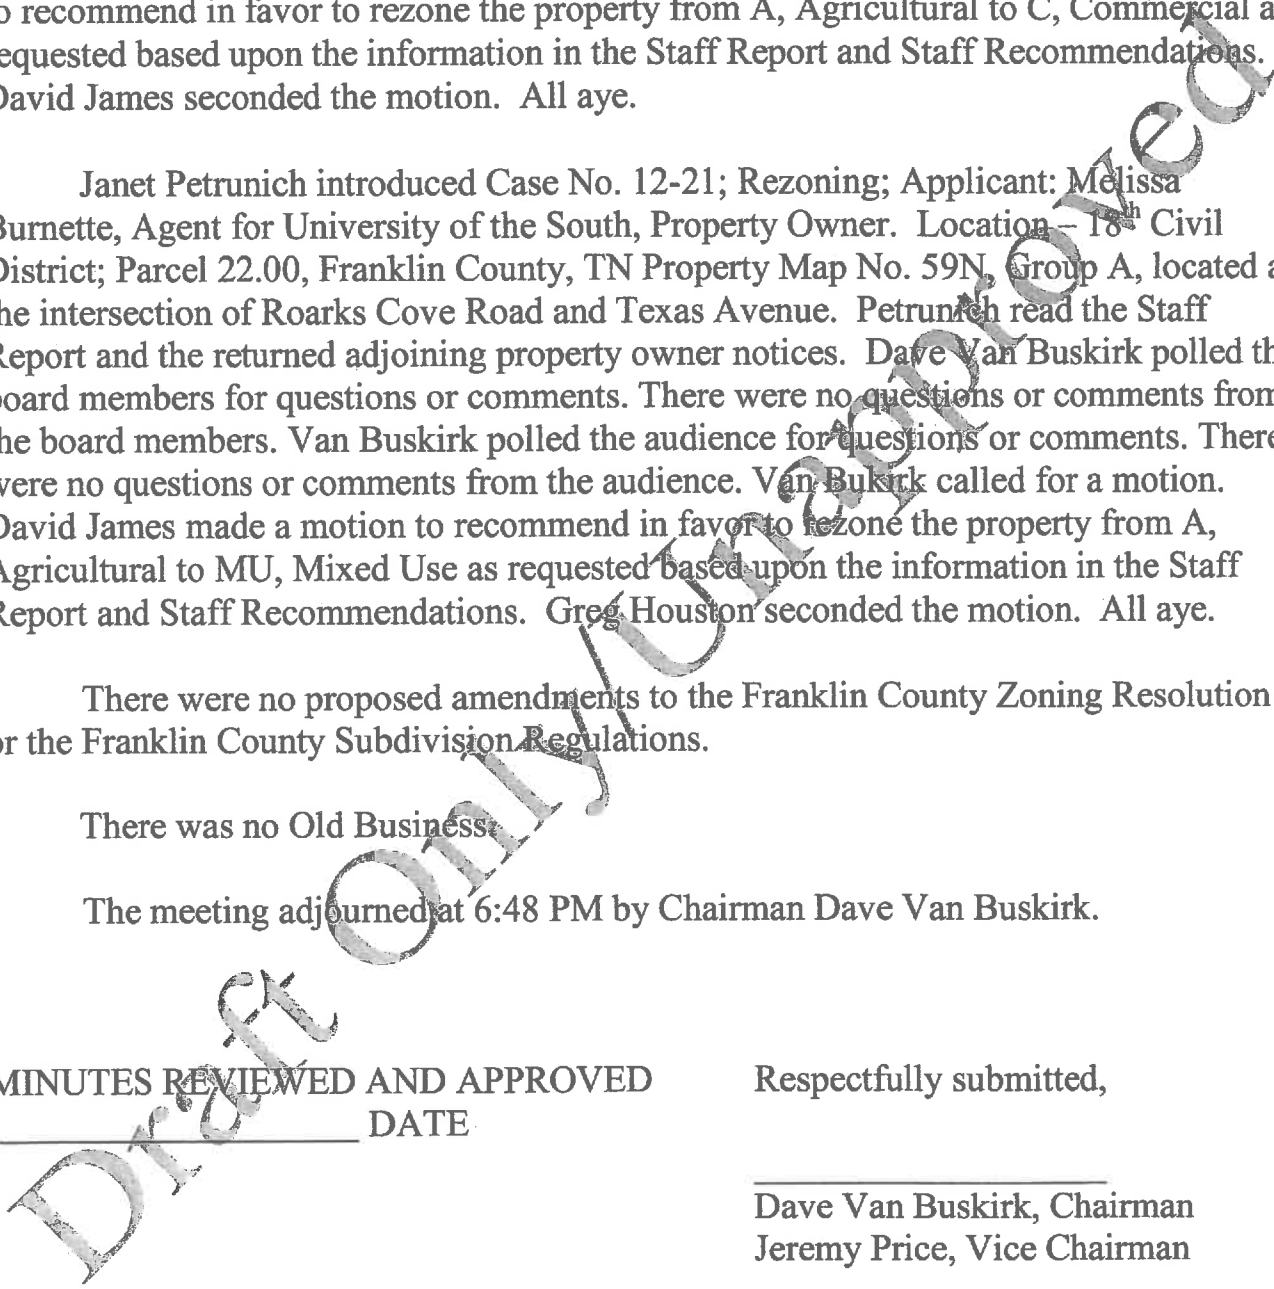 o recommend in favor to rezone the property from A, Agricultural to C, Commercial a
equested based upon the information in the Staff Report and Staff Recommendations.
David James seconded the motion. All aye.
Janet Petrunich introduced Case No. 12-21; Rezoning; Applicant: Melissa
Burnette, Agent for University of the South, Property Owner. Location – 18th Civil
District; Parcel 22.00, Franklin County, TN Property Map No. 59N, Group A, located a
he intersection of Roarks Cove Road and Texas Avenue. Petrunich read the Staff
Report and the returned adjoining property owner notices. Dave Van Buskirk polled th
oard members for questions or comments. There were no questions or comments from
he board members. Van Buskirk polled the audience for questions or comments. There
were no questions or comments from the audience. Van Bukirk called for a motion.
David James made a motion to recommend in favor to rezone the property from A,
Agricultural to MU, Mixed Use as requested based upon the information in the Staff
Report and Staff Recommendations. Greg Houston seconded the motion. All aye.
There were no proposed amendments to the Franklin County Zoning Resolution
or the Franklin County Subdivision Regulations.
There was no Old Business.
The meeting adjourned at 6:48 PM by Chairman Dave Van Buskirk.
MINUTES REVIEWED AND APPROVED
DATE
Respectfully submitted,
Dave Van Buskirk, Chairman
Jeremy Price, Vice Chairman
Draft Only/Unapproved